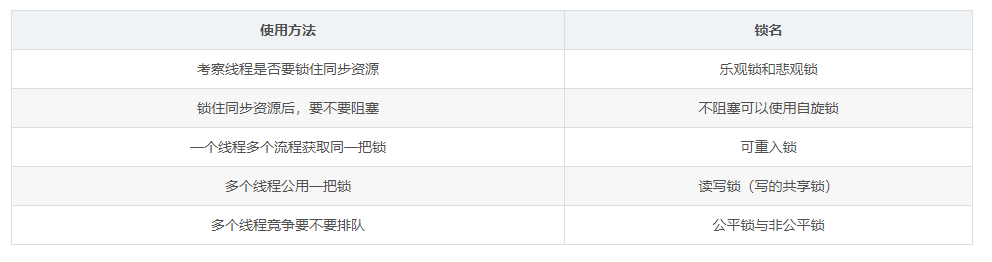 使用方法 锁名
考察线程是否要锁住同步资源 乐观锁和悲观锁
锁住同步资源后，要不要阻塞 不阻塞可以使用自旋锁
一个线程多个流程获取同一把锁 可重入锁
多个线程公用一把锁 读写锁（写的共享锁）
多个线程竞争要不要排队 公平锁与非公平锁